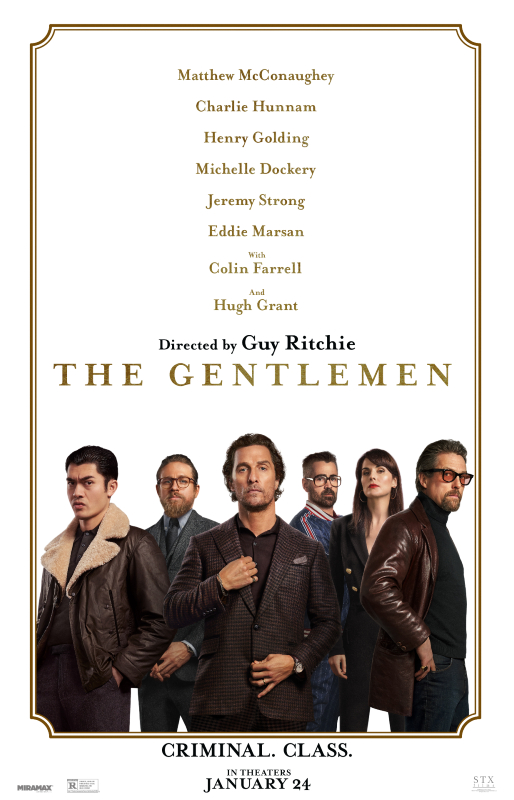 Matthew McConaughey
Charlie Hunnam
Henry Golding
Michelle Dockery
Jeremy Strong
Eddie Marsan
With
Colin Farrell
And
Hugh Grant
Directed by Guy Ritchie
THE GENTLEMEN
CRIMINAL. CLASS.
IN THEATERS
JANUARY 24
MIRAMAX
R
STX
FILMS